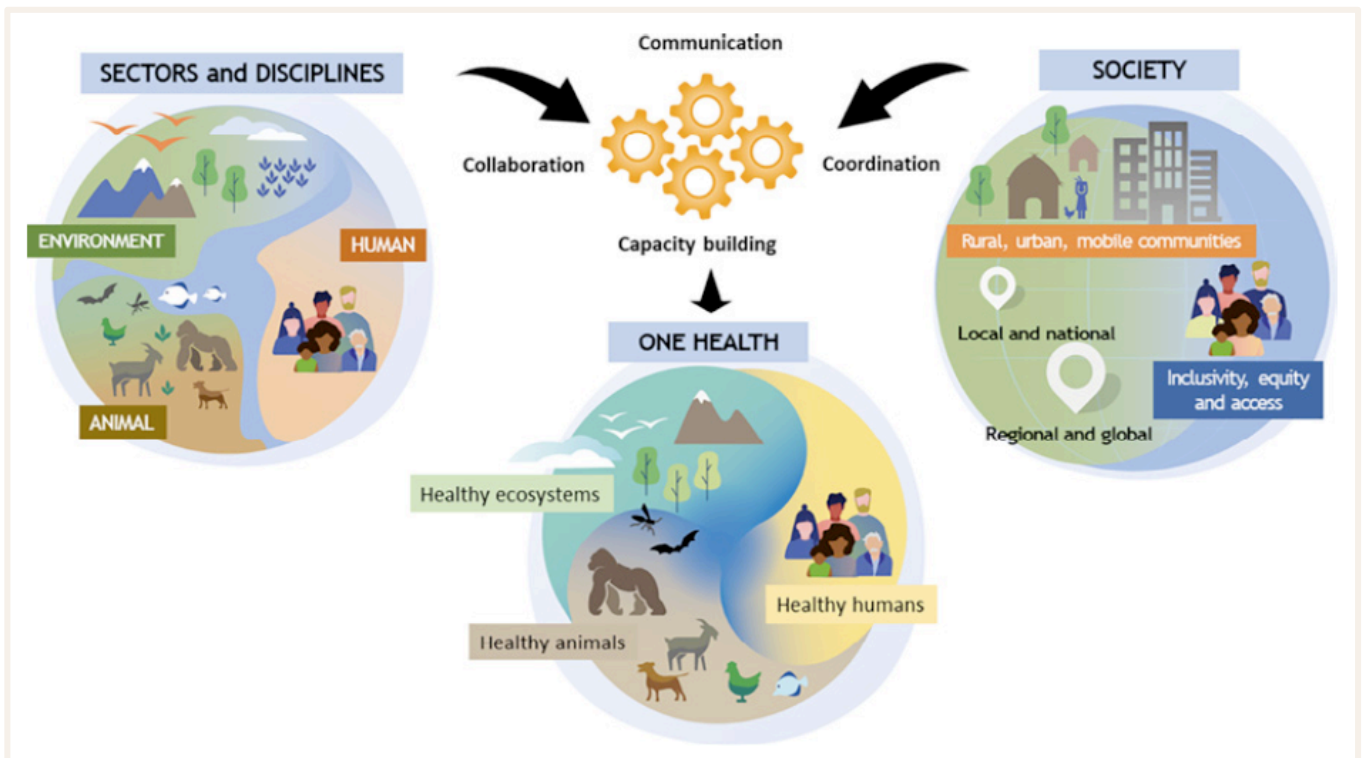 Communication
SECTORS and DISCIPLINES
SOCIETY
Collaboration
Coordination
Capacity building
ENVIRONMENT
HUMAN
ANIMAL
Rural, urban, mobile communities
Local and national
Inclusivity, equity
and access
Regional and global
ONE HEALTH
Healthy ecosystems
Healthy humans
Healthy animals